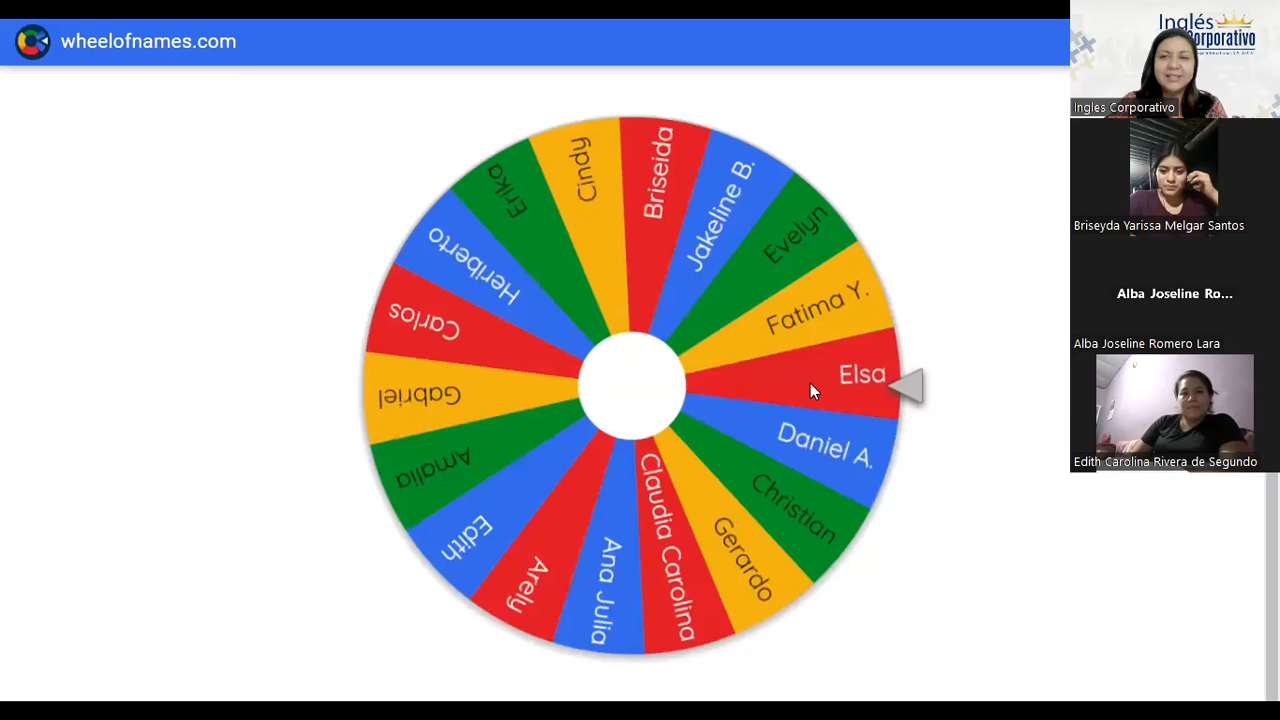 wheelofnames.com
Inglés
Corporativo
Ingles Corporativo
Briseyda Yarissa Melgar Santos
Alba Joseline Ro...
Alba Joseline Romero Lara
Edith Carolina Rivera de Segundo
Briseida
Jakeline B.
Evelyn
Fatima Y.
Elsa
Daniel A.
Christian
Gerardo
Claudia Carolina
Ana Julia
Arely
Edith
Amalia
Gabriel
Carlos
Heriberto
Erika
Cindy